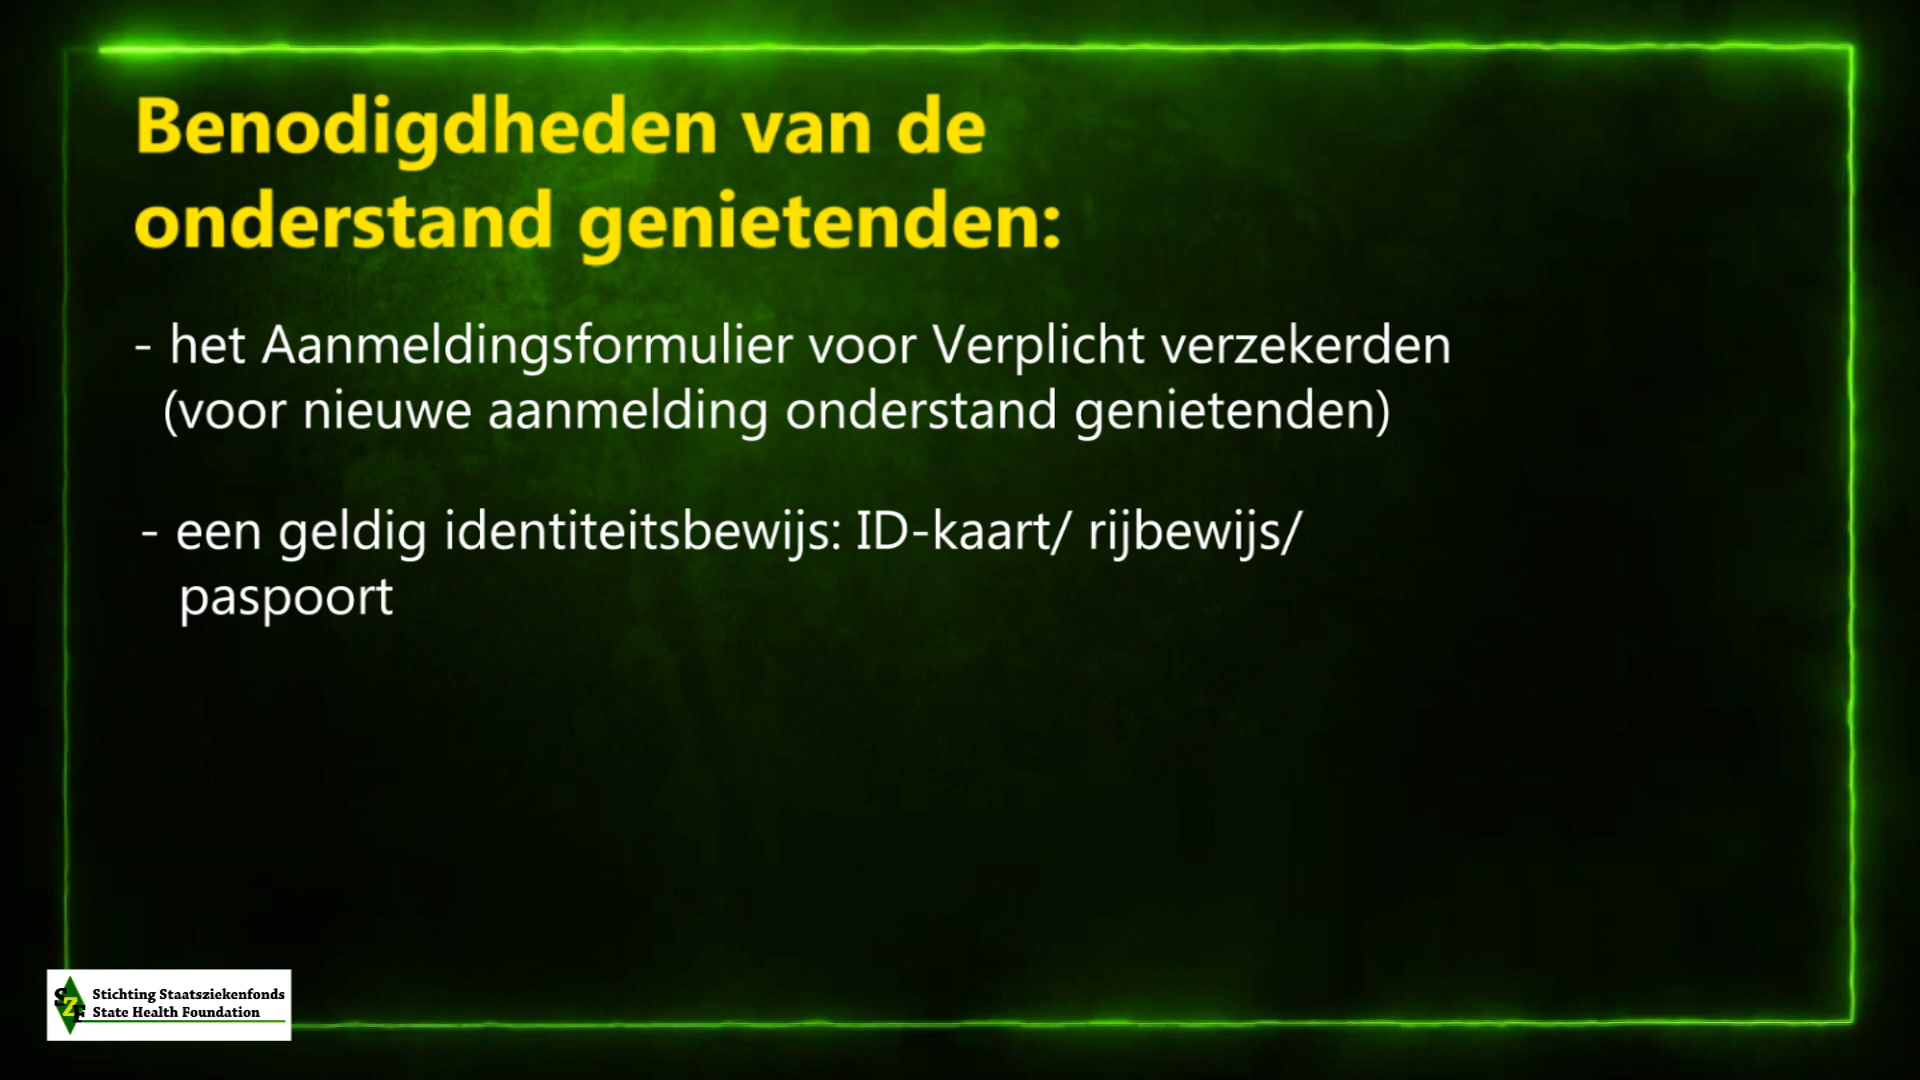 Benodigdheden van de
onderstand genietenden:
- het Aanmeldingsformulier voor Verplicht verzekerden
(voor nieuwe aanmelding onderstand genietenden)
- een geldig identiteitsbewijs: ID-kaart/ rijbewijs/
paspoort
SZF
Stichting Staatsziekenfonds
State Health Foundation